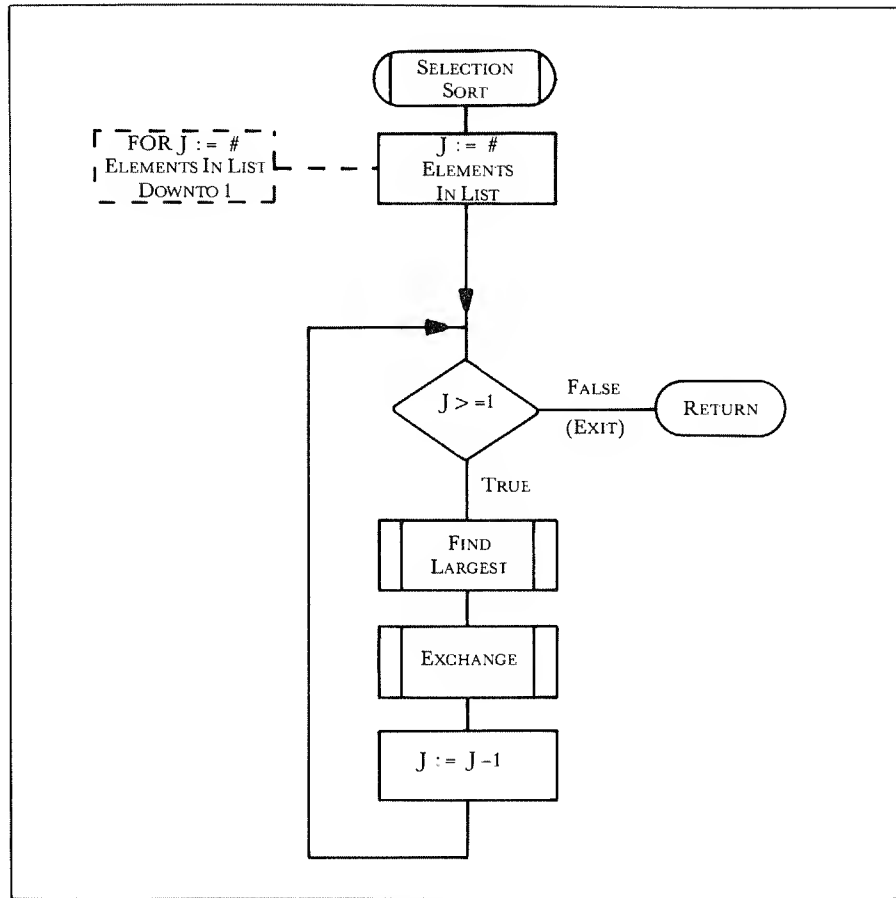 SELECTION
SORT
FOR J := #
ELEMENTS IN LIST
DOWNTO 1
J := #
ELEMENTS
IN LIST
J >=1
FALSE
(EXIT)
RETURN
TRUE
FIND
LARGEST
EXCHANGE
J := J-1